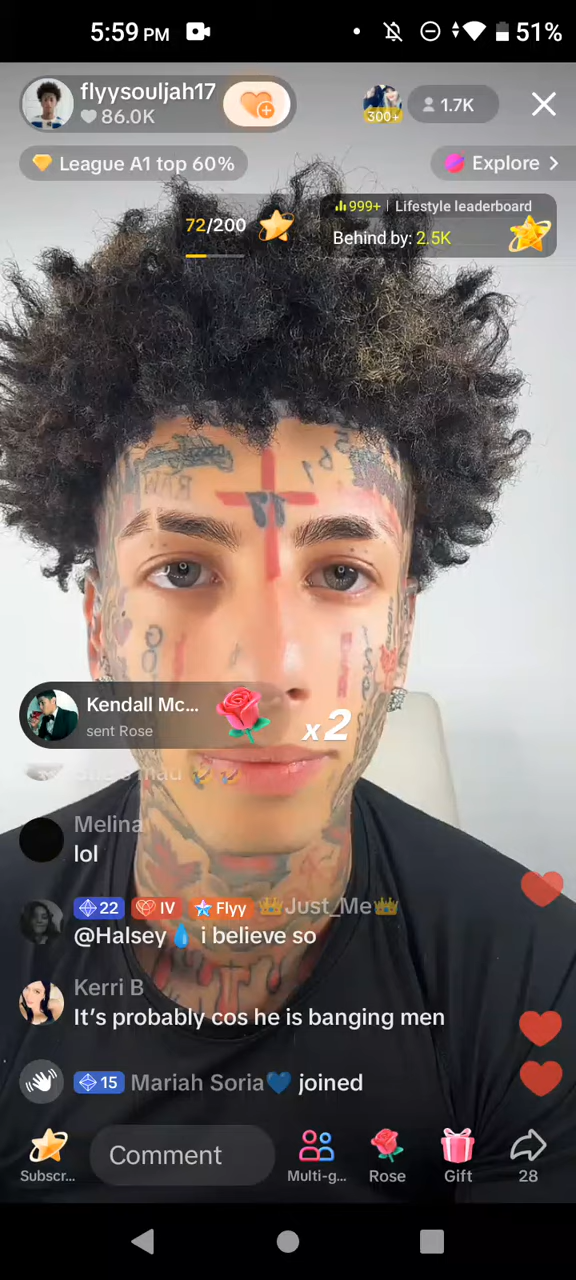 5:59 PM
51%
flyysouljah17
86.0K
300+
1.7K
League A1 top 60%
Explore >
72/200
999+ | Lifestyle leaderboard
Behind by: 2.5K
Kendall Mc...
sent Rose
x2
She's mad
Melina
lol
22 IV Flyy 👑Just_Me👑
@Halsey💧 i believe so
Kerri B
It's probably cos he is banging men
15 Mariah Soria💙 joined
Subscr...
Comment
Multi-g...
Rose
Gift
28